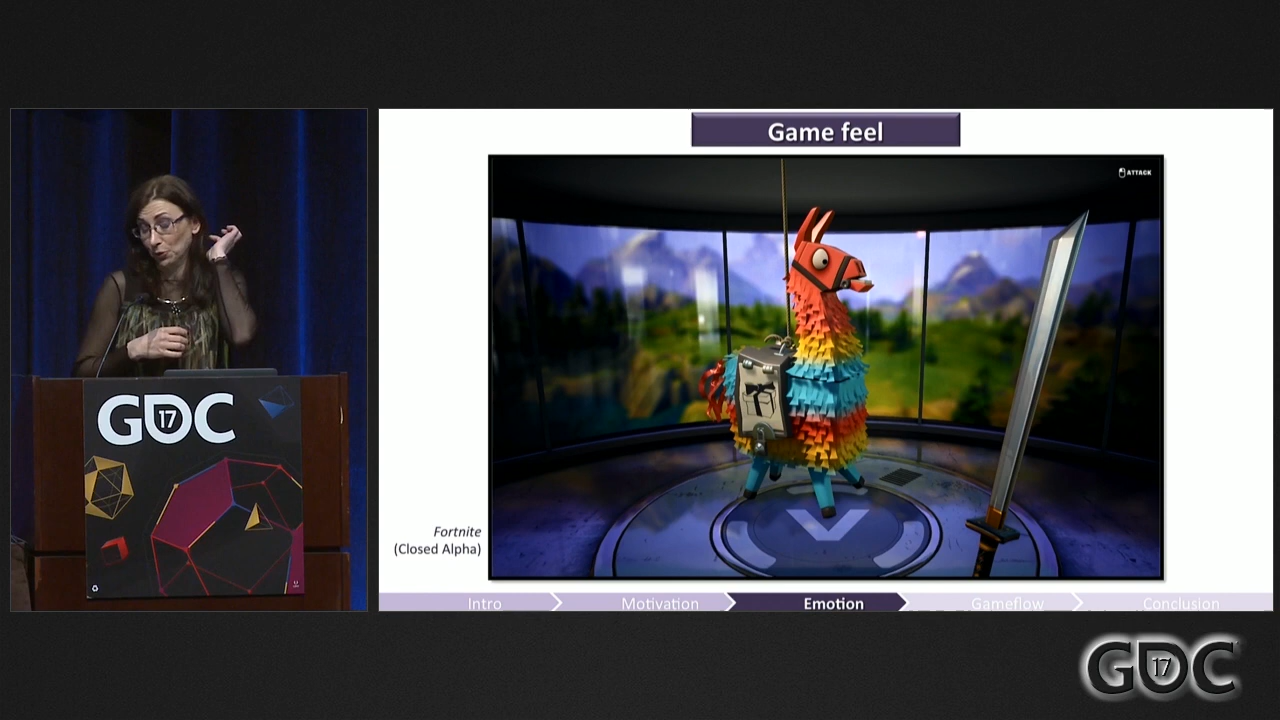 Game feel
ATTACK
Fortnite
(Closed Alpha)
Intro
Motivation
Emotion
Gameflow
Conclusion
GDC
17
GDC
17